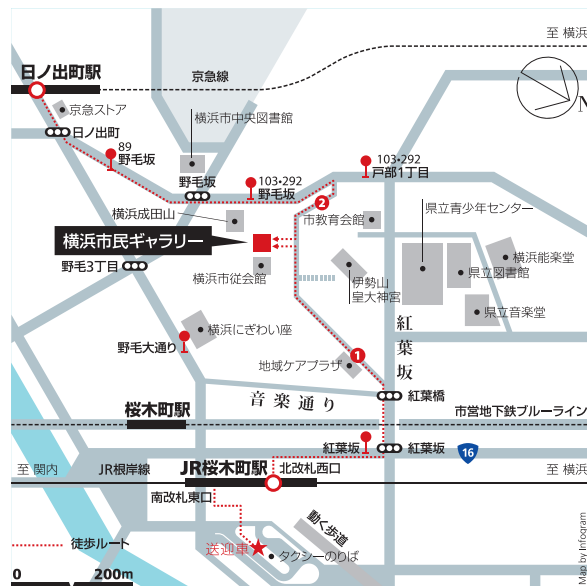 至 横浜
日ノ出町駅
京急線
京急ストア
横浜市中央図書館
N
日ノ出町
89
野毛坂
野毛坂
103・292
野毛坂
103・292
戸部1丁目
2
横浜成田山
市教育会館
県立青少年センター
横浜市民ギャラリー
横浜能楽堂
県立図書館
野毛3丁目
横浜市従会館
伊勢山
皇大神宮
県立音楽堂
横浜にぎわい座
紅葉坂
野毛大通り
1
地域ケアプラザ
音楽通り
紅葉橋
桜木町駅
市営地下鉄ブルーライン
紅葉坂
紅葉坂
16
至 関内
JR根岸線
JR桜木町駅
北改札西口
至 横浜
南改札東口
動く歩道
送迎車
タクシーのりば
徒歩ルート
0
200m
Map by Infogram